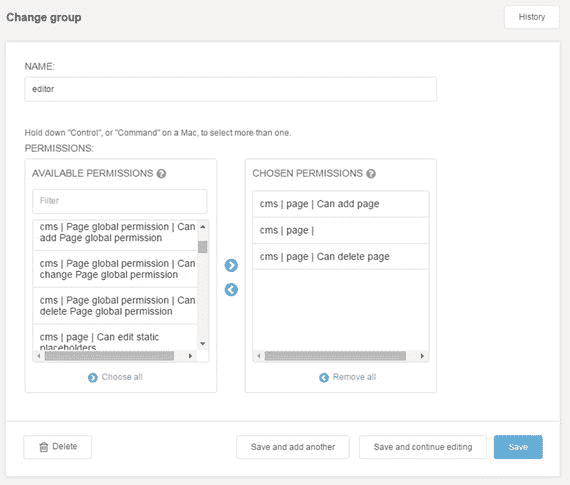 Change group
History
NAME:
editor
Hold down "Control", or "Command" on a Mac, to select more than one.
PERMISSIONS:
AVAILABLE PERMISSIONS ?
Filter
cms | Page global permission | Can
add Page global permission
cms | Page global permission | Can
change Page global permission
cms | Page global permission | Can
delete Page global permission
cms | page | Can edit static
placeholders
Choose all
CHOSEN PERMISSIONS ?
cms | page | Can add page
cms | page |
cms | page | Can delete page
Remove all
Delete
Save and add another
Save and continue editing
Save